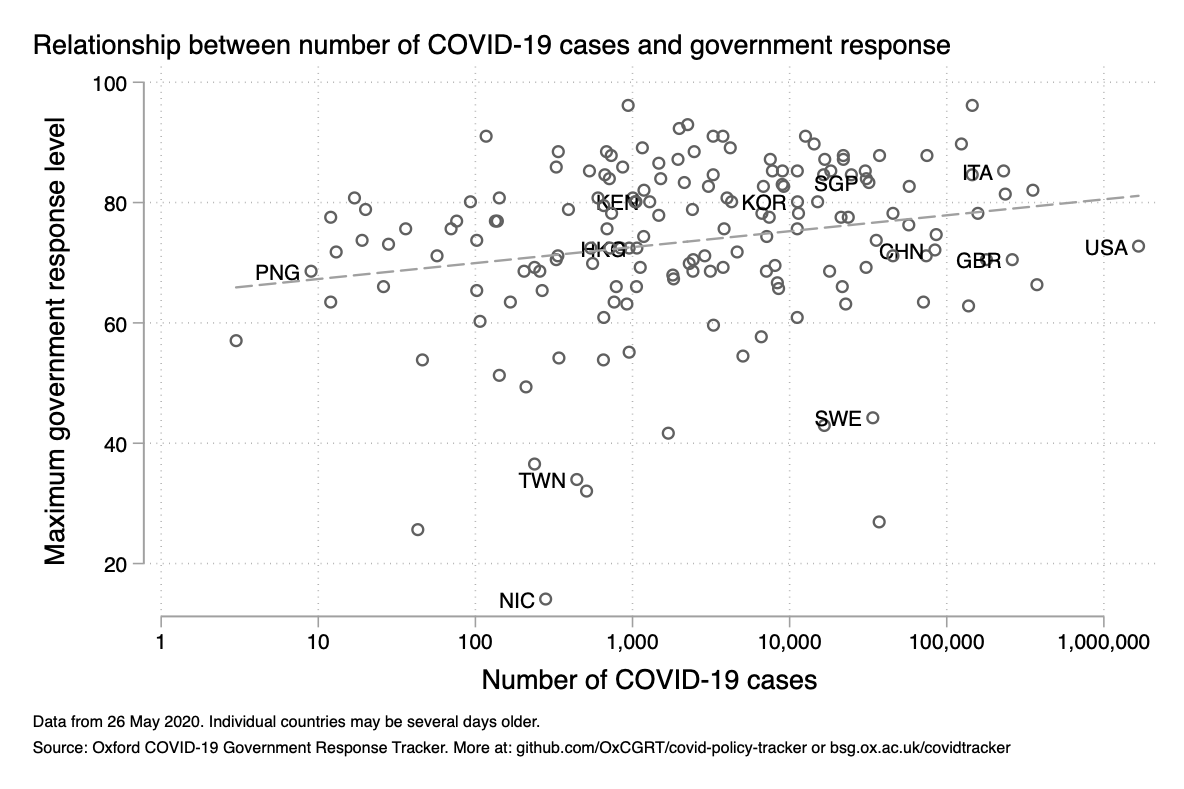 Relationship between number of COVID-19 cases and government response
Maximum government response level
100
80
60
40
20
PNG
KEN
HKG
KOR
SGP
ITA
CHN
GBR
USA
SWE
TWN
NIC
1 10 100 1,000 10,000 100,000 1,000,000
Number of COVID-19 cases
Data from 26 May 2020. Individual countries may be several days older.
Source: Oxford COVID-19 Government Response Tracker. More at: github.com/OxCGRT/covid-policy-tracker or bsg.ox.ac.uk/covidtracker